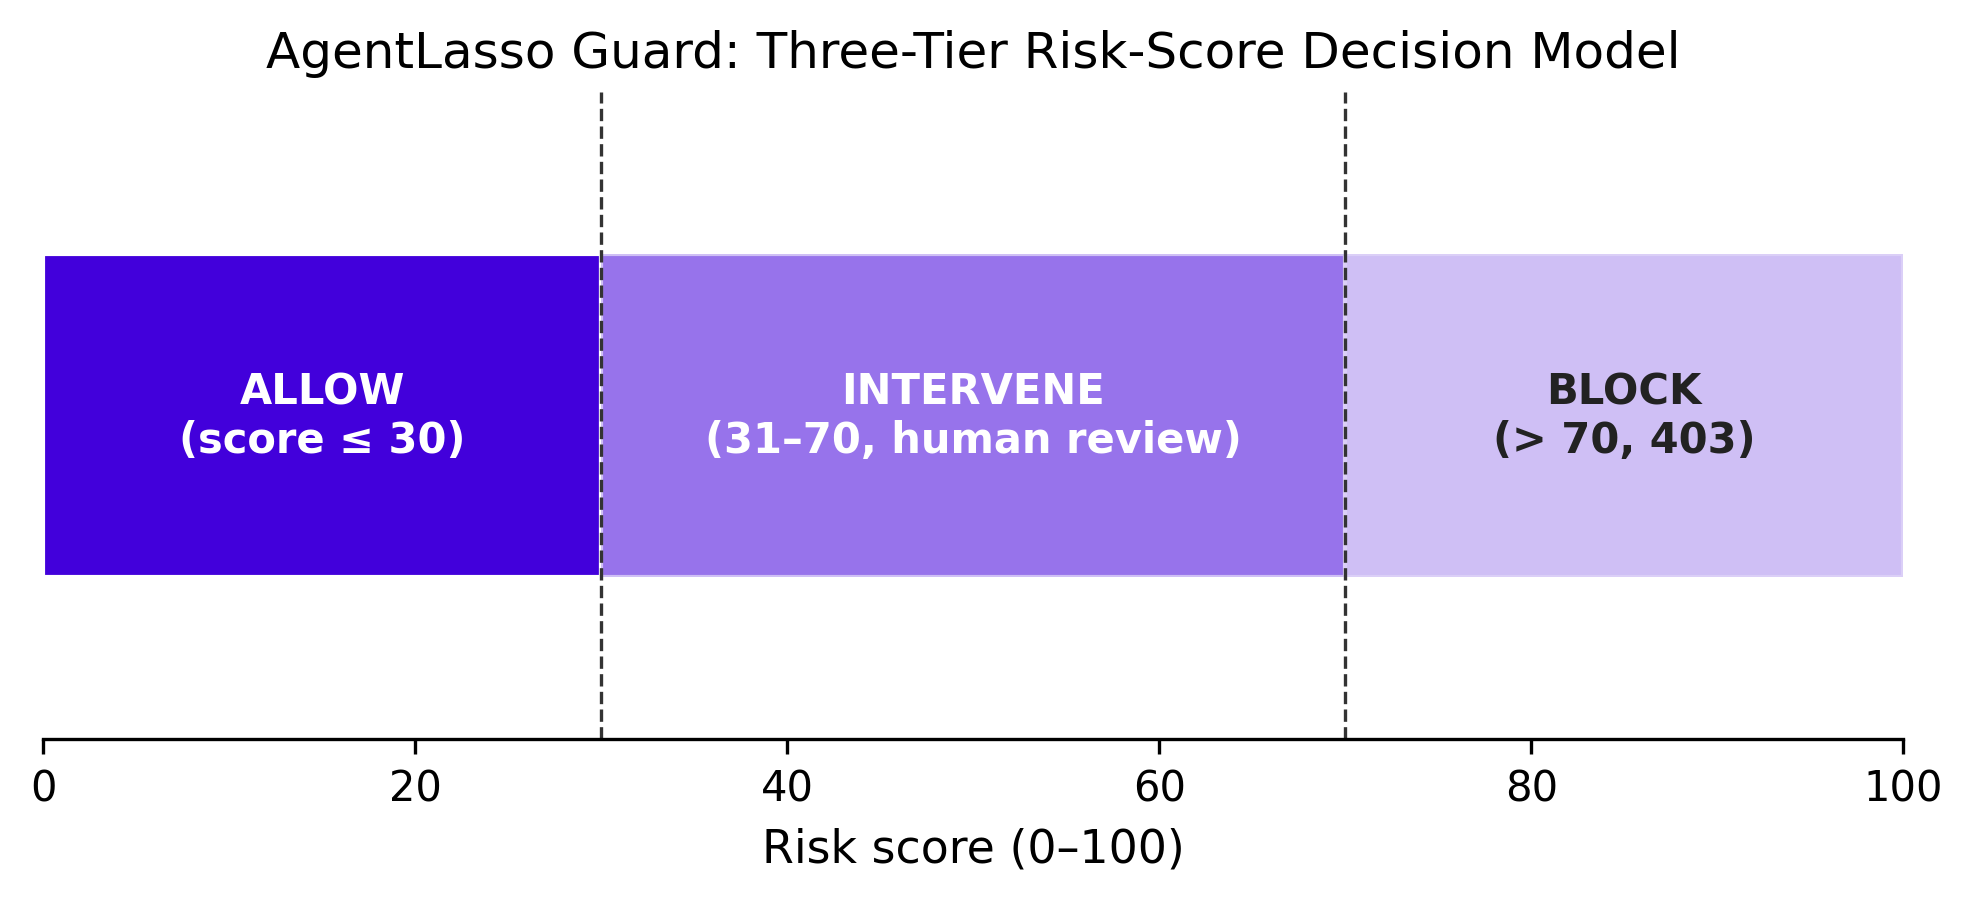 AgentLasso Guard: Three-Tier Risk-Score Decision Model
ALLOW
(score ≤ 30)
INTERVENE
(31–70, human review)
BLOCK
(> 70, 403)
0 20 40 60 80 100
Risk score (0–100)